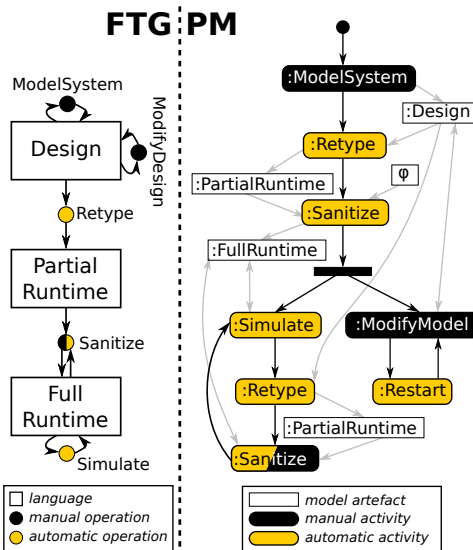 FTG PM
ModelSystem
Design
ModifyDesign
Retype
Partial
Runtime
Sanitize
Full
Runtime
Simulate
language
manual operation
automatic operation
:ModelSystem
:Design
:Retype
:PartialRuntime
φ
:Sanitize
:FullRuntime
:Simulate
:ModifyModel
:Retype
:Restart
:PartialRuntime
:Sanitize
model artefact
manual activity
automatic activity